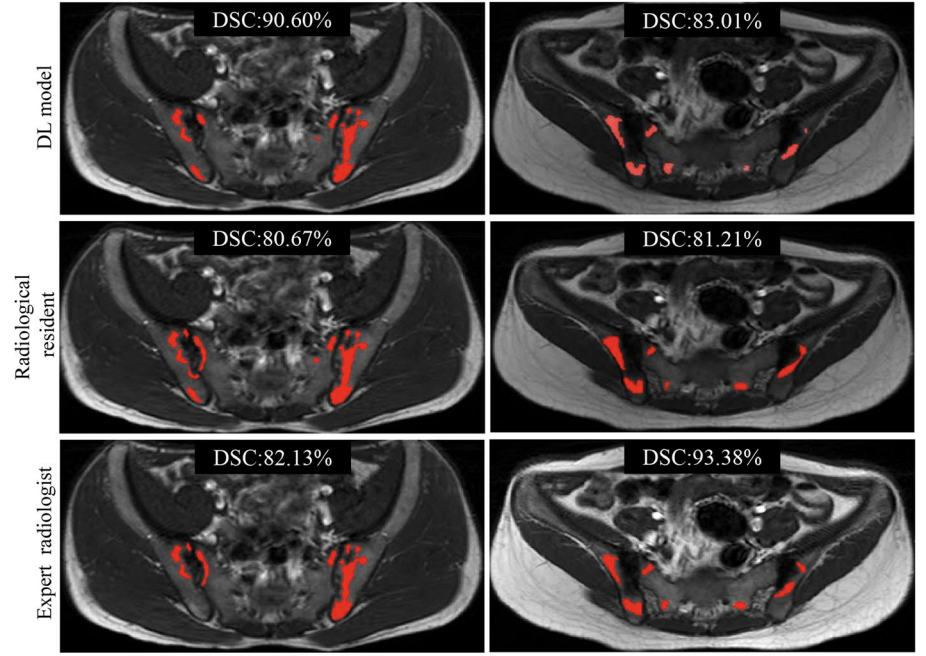 DL model
DSC:90.60%
DSC:83.01%
Radiological
resident
DSC:80.67%
DSC:81.21%
Expert radiologist
DSC:82.13%
DSC:93.38%